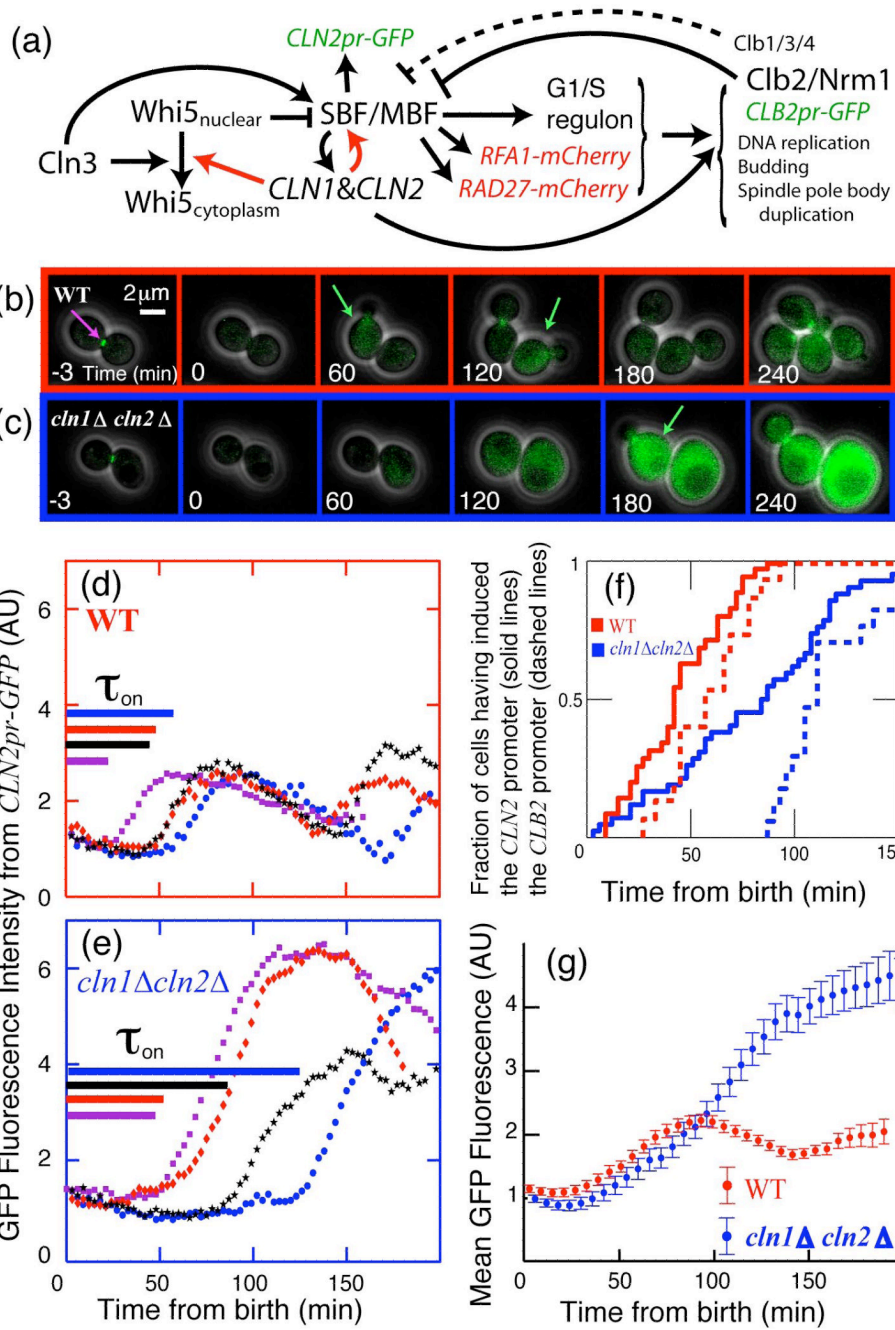 (a)
CLN2pr-GFP
Clb1/3/4
Clb2/Nrm1
CLB2pr-GFP
DNA replication
Budding
Spindle pole body
duplication
Whi5nuclear
SBF/MBF
G1/S
regulon
Cln3
RFA1-mCherry
Whi5cytoplasm
CLN1&CLN2
RAD27-mCherry
(b)
WT
2μm
-3 Time (min)
0
60
120
180
240
(c)
cln1Δ cln2Δ
-3
0
60
120
180
240
GFP Fluorescence Intensity from CLN2pr-GFP (AU)
(d)
WT
τon
6
4
2
0
(e)
cln1Δcln2Δ
τon
6
4
2
0
0
50
100
150
Time from birth (min)
Fraction of cells having induced
the CLN2 promoter (solid lines)
the CLB2 promoter (dashed lines)
(f)
WT
cln1Δcln2Δ
1
0.5
0
50
100
Time from birth (min)
Mean GFP Fluorescence (AU)
(g)
4
3
2
1
WT
cln1Δ cln2Δ
0
50
100
150
Time from birth (min)